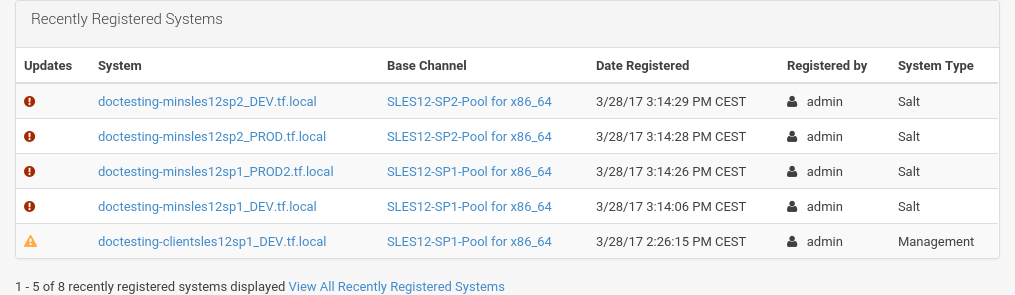 Recently Registered Systems
Updates System Base Channel Date Registered Registered by System Type
doctesting-minsles12sp2_DEV.tf.local SLES12-SP2-Pool for x86_64 3/28/17 3:14:29 PM CEST admin Salt
doctesting-minsles12sp2_PROD.tf.local SLES12-SP2-Pool for x86_64 3/28/17 3:14:28 PM CEST admin Salt
doctesting-minsles12sp1_PROD2.tf.local SLES12-SP1-Pool for x86_64 3/28/17 3:14:26 PM CEST admin Salt
doctesting-minsles12sp1_DEV.tf.local SLES12-SP1-Pool for x86_64 3/28/17 3:14:06 PM CEST admin Salt
doctesting-clientsles12sp1_DEV.tf.local SLES12-SP1-Pool for x86_64 3/28/17 2:26:15 PM CEST admin Management
1 - 5 of 8 recently registered systems displayed View All Recently Registered Systems